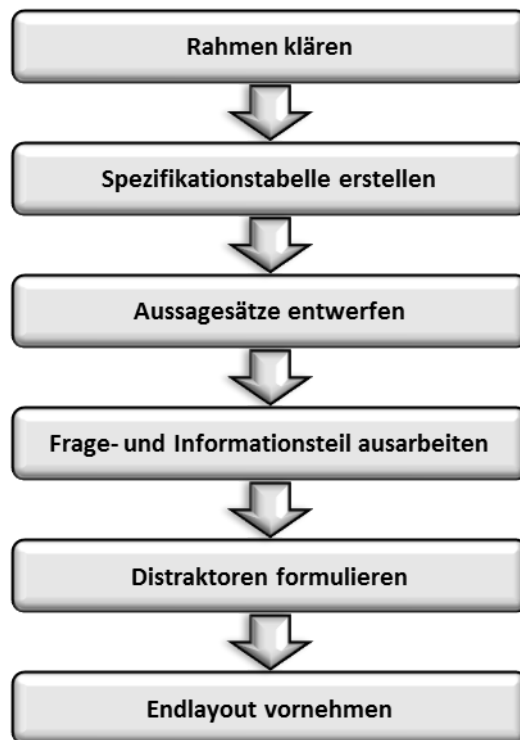 Rahmen klären
Spezifikationstabelle erstellen
Aussagesätze entwerfen
Frage- und Informationsteil ausarbeiten
Distraktoren formulieren
Endlayout vornehmen